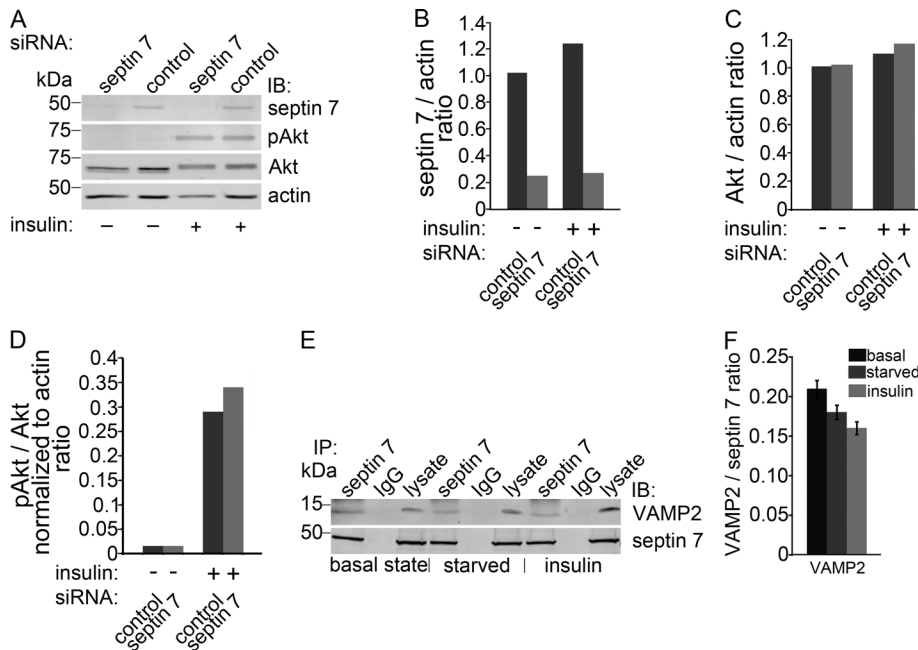 A
siRNA:
septin 7 control septin 7 control
kDa
IB:
50 septin 7
75 pAkt
75 Akt
50 actin
insulin: – – + +
B
septin 7 / actin
ratio
1.2
1
0.8
0.6
0.4
0.2
0
insulin: - - + +
siRNA:
control septin 7 control septin 7
C
Akt / actin ratio
1.2
1.0
0.8
0.6
0.4
0.2
0
insulin: - - + +
siRNA:
control septin 7 control septin 7
D
pAkt / Akt
normalized to actin
ratio
0.4
0.35
0.3
0.25
0.2
0.15
0.1
0.05
0
insulin: - - + +
siRNA:
control septin 7 control septin 7
E
IP:
septin 7 IgG lysate septin 7 IgG lysate septin 7 IgG lysate
kDa
IB:
15 VAMP2
50 septin 7
basal state starved insulin
F
basal
starved
insulin
VAMP2 / septin 7 ratio
0.25
0.20
0.15
0.10
0.05
0
VAMP2